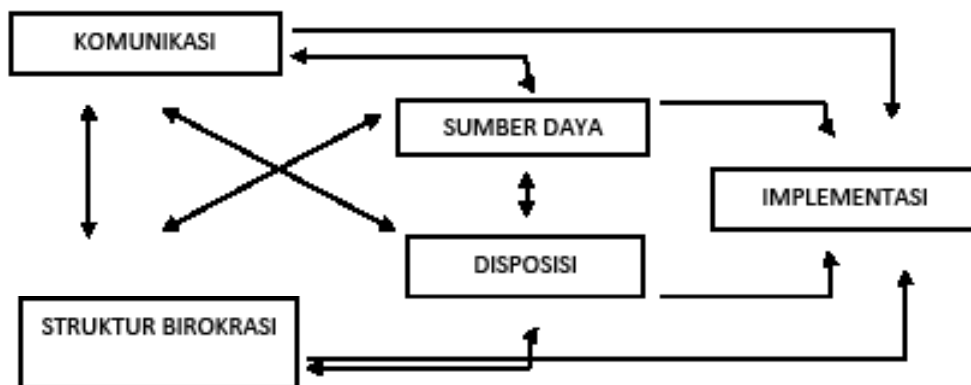 KOMUNIKASI
SUMBER DAYA
IMPLEMENTASI
DISPOSISI
STRUKTUR BIROKRASI